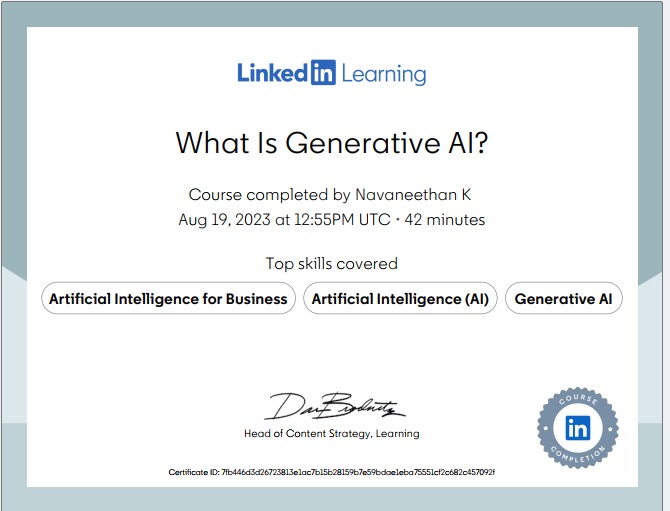 Linked in Learning
What Is Generative AI?
Course completed by Navaneethan K
Aug 19, 2023 at 12:55PM UTC • 42 minutes
Top skills covered
Artificial Intelligence for Business Artificial Intelligence (AI) Generative AI
Head of Content Strategy, Learning
COURSE
in
COMPLETION
Certificate ID: 7fb446d3d26723813e1ac7b15b28159b7e59bdae1eba75551cf2c682c457092f